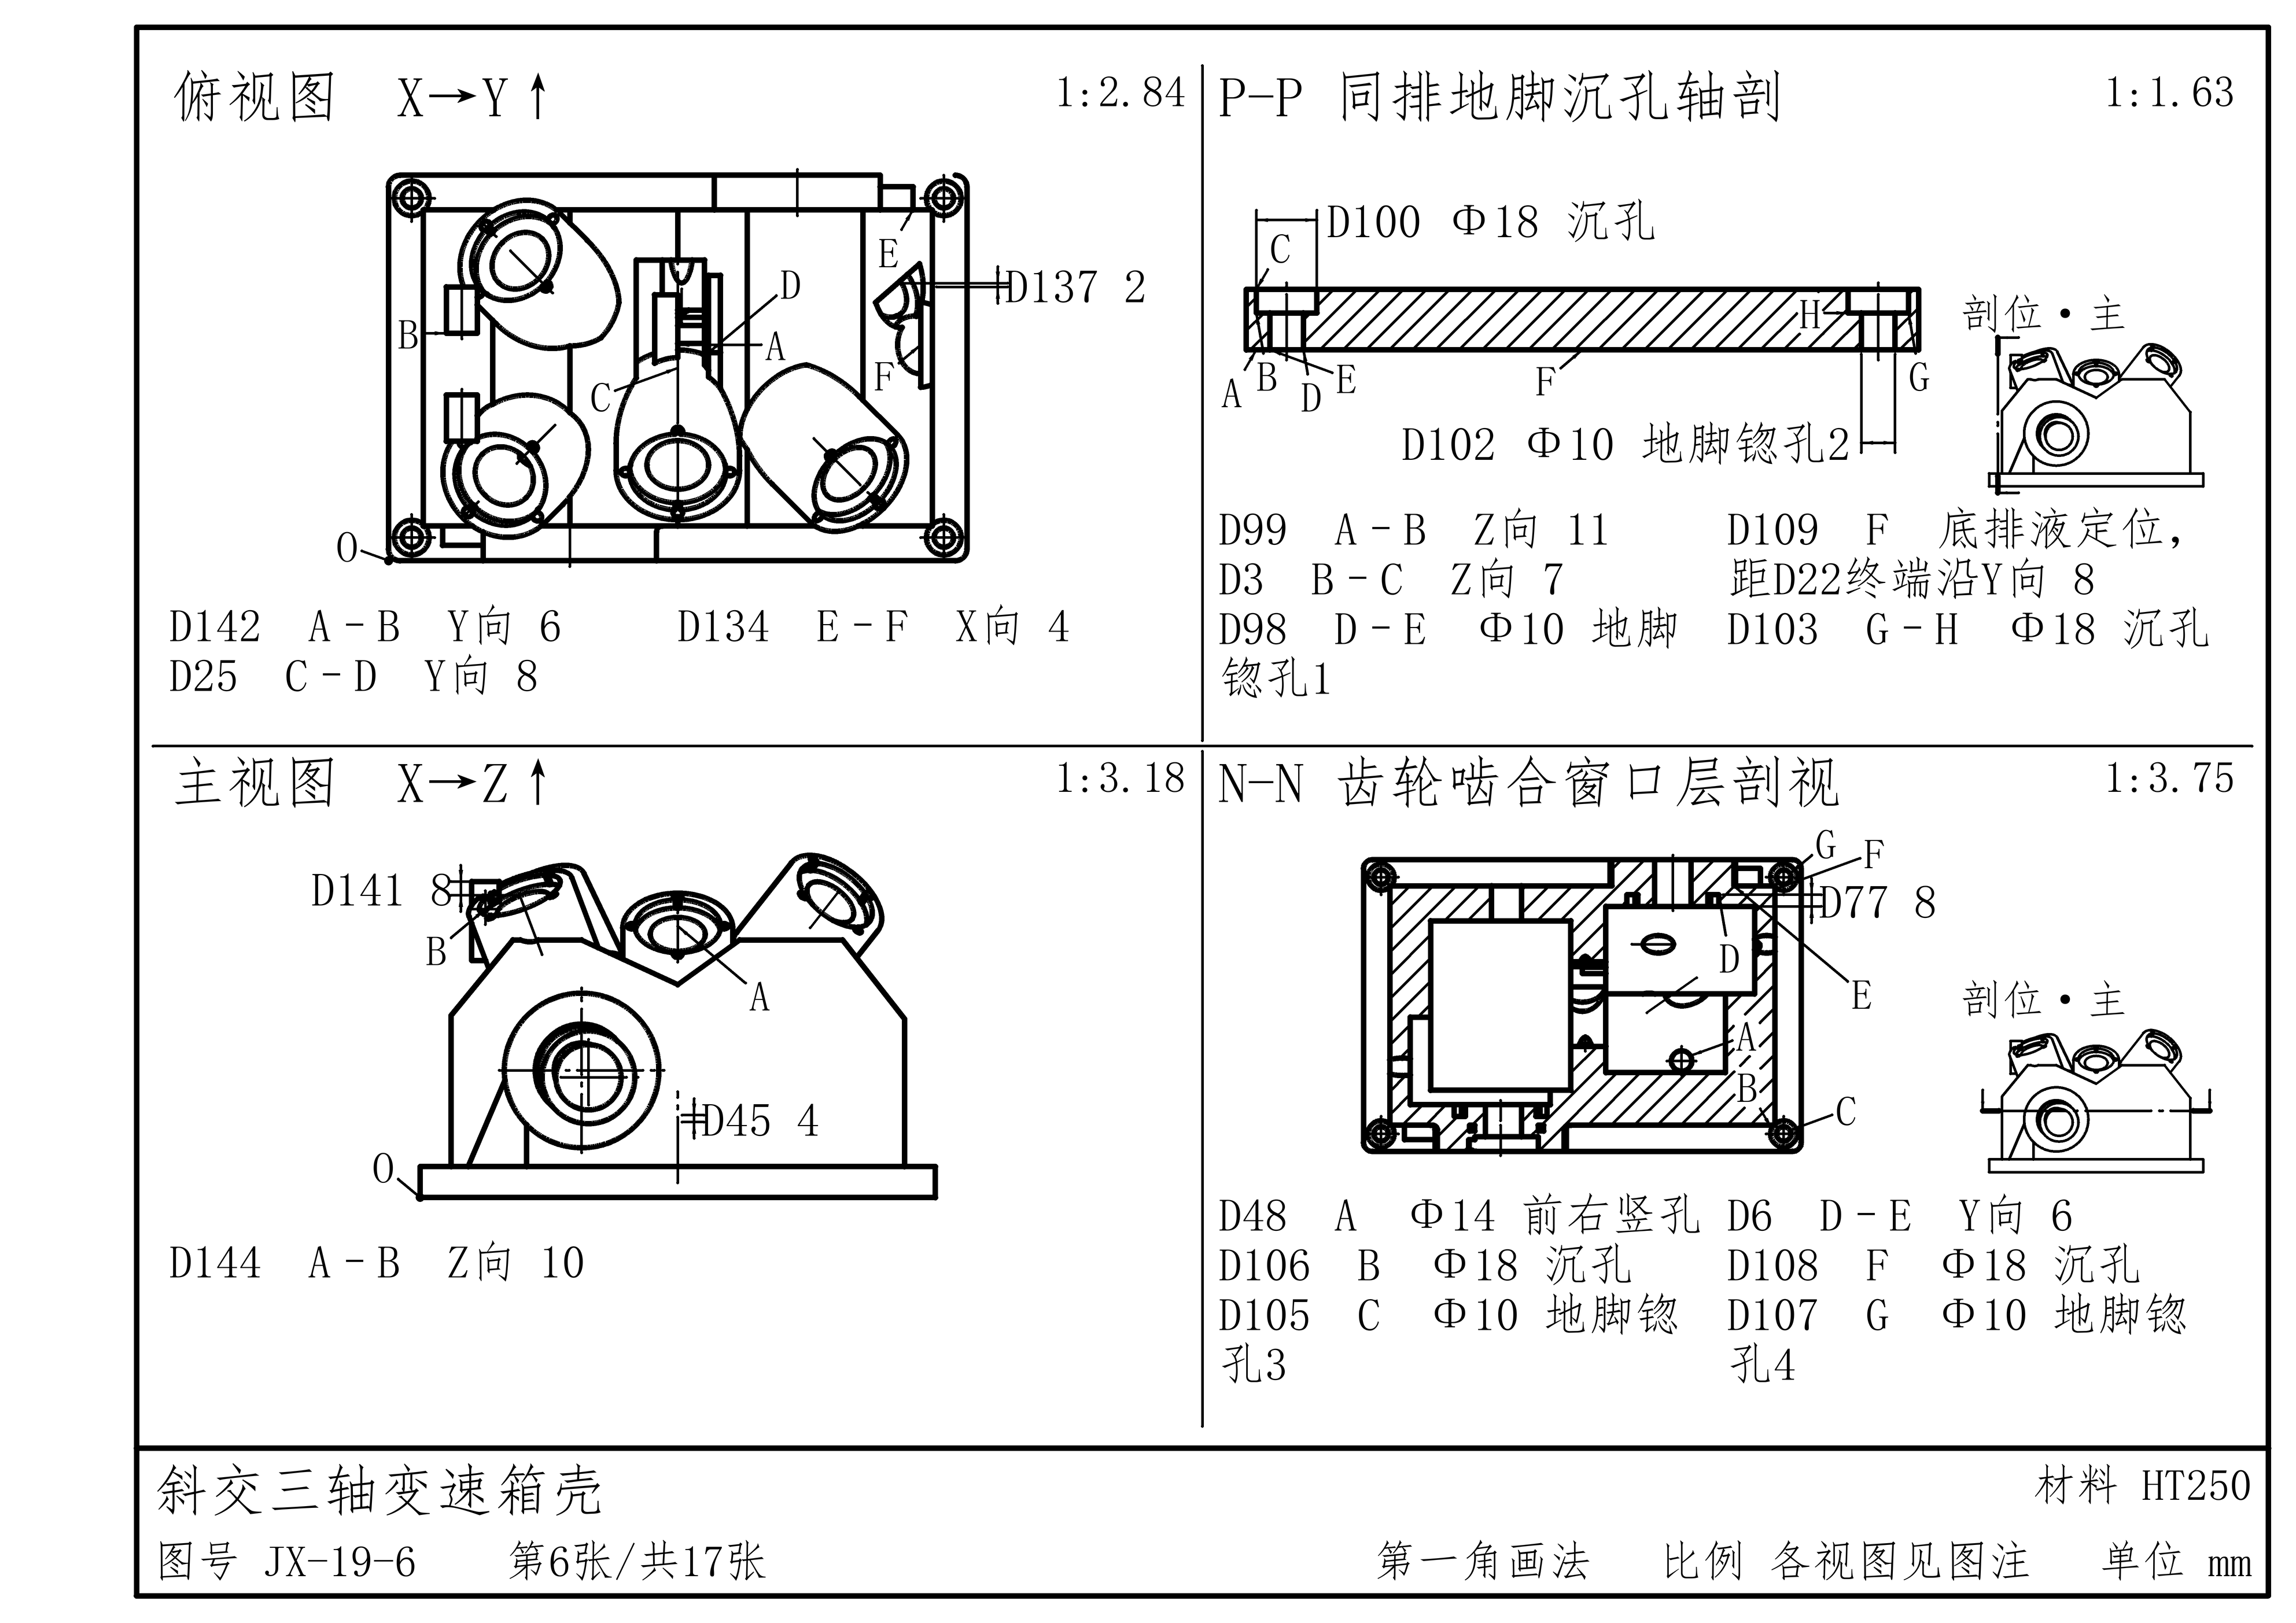 俯视图 X→Y↑ 1:2.84
E
D137 2
D
B
A
F
C
O
D142 A-B Y向 6 D134 E-F X向 4
D25 C-D Y向 8
P-P 同排地脚沉孔轴剖 1:1.63
D100 Φ18 沉孔
C
H
剖位·主
A B D E F G
D102 Φ10 地脚锪孔2
D99 A-B Z向 11 D109 F 底排液定位,
D3 B-C Z向 7 距D22终端沿Y向 8
D98 D-E Φ10 地脚 D103 G-H Φ18 沉孔
锪孔1
主视图 X→Z↑ 1:3.18
D141 8
B
A
D45 4
O
D144 A-B Z向 10
N-N 齿轮啮合窗口层剖视 1:3.75
G
F
D77 8
D
E
剖位·主
A
B
C
D48 A Φ14 前右竖孔 D6 D-E Y向 6
D106 B Φ18 沉孔 D108 F Φ18 沉孔
D105 C Φ10 地脚锪 D107 G Φ10 地脚锪
孔3 孔4
斜交三轴变速箱壳 材料 HT250
图号 JX-19-6 第6张/共17张 第一角画法 比例 各视图见图注 单位 mm